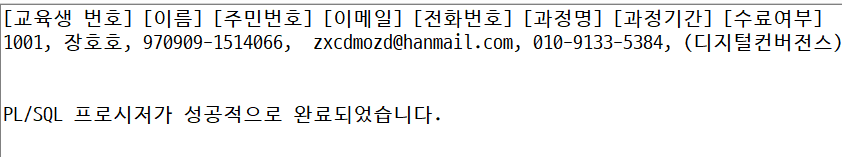 [교육생 번호] [이름] [주민번호] [이메일] [전화번호] [과정명] [과정기간] [수료여부]
1001, 장호호, 970909-1514066, zxcdmozd@hanmail.com, 010-9133-5384, (디지털컨버전스)
PL/SQL 프로시저가 성공적으로 완료되었습니다.